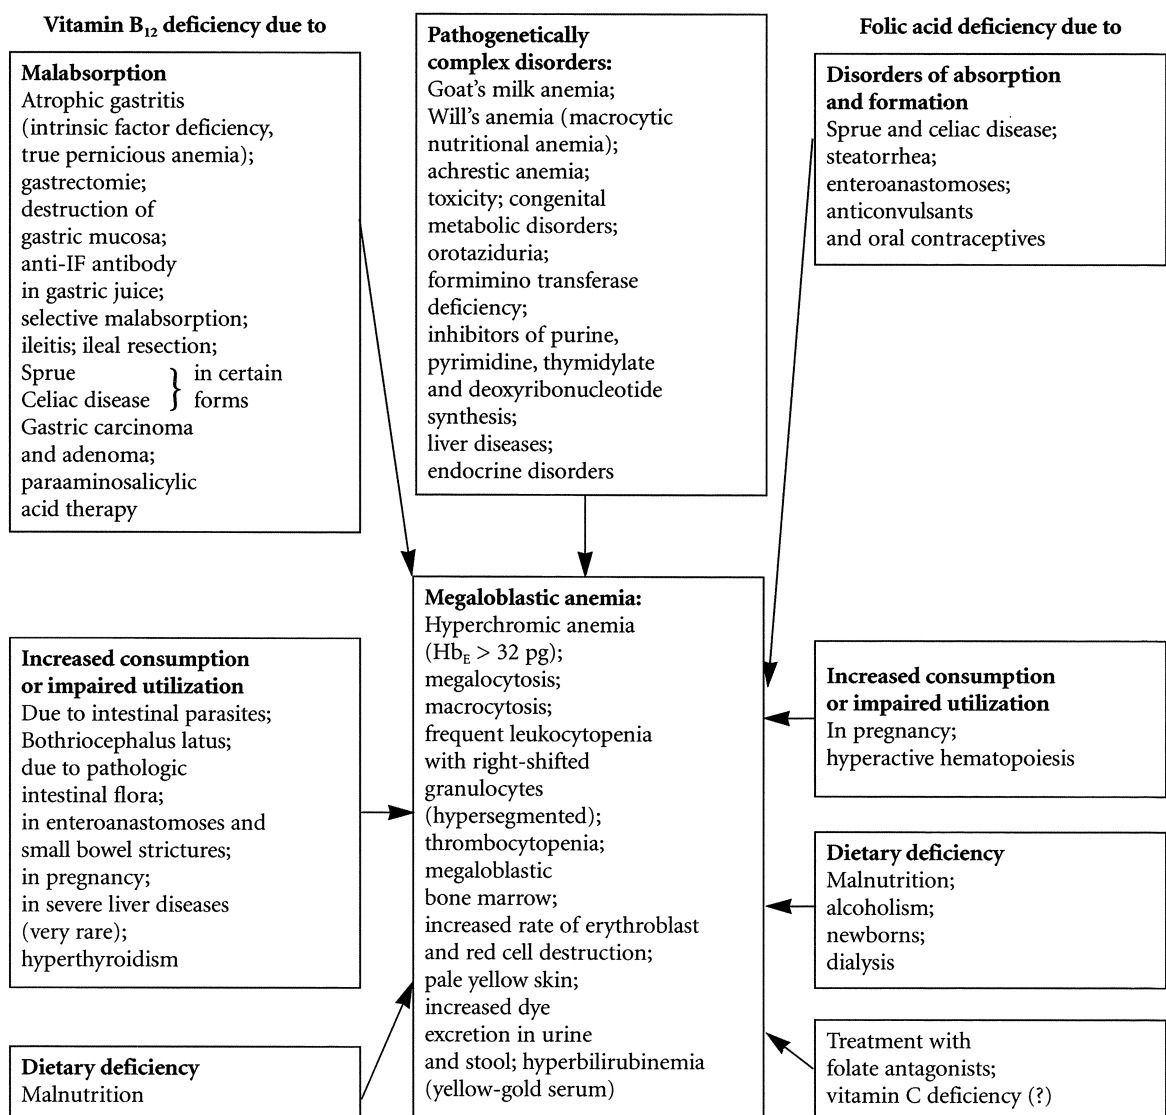 Vitamin B₁₂ deficiency due to
Malabsorption
Atrophic gastritis
(intrinsic factor deficiency,
true pernicious anemia);
gastrectomie;
destruction of
gastric mucosa;
anti-IF antibody
in gastric juice;
selective malabsorption;
ileitis; ileal resection;
Sprue } in certain
Celiac disease forms
Gastric carcinoma
and adenoma;
paraaminosalicylic
acid therapy
Increased consumption
or impaired utilization
Due to intestinal parasites;
Bothriocephalus latus;
due to pathologic
intestinal flora;
in enteroanastomoses and
small bowel strictures;
in pregnancy;
in severe liver diseases
(very rare);
hyperthyroidism
Dietary deficiency
Malnutrition
Pathogenetically
complex disorders:
Goat's milk anemia;
Will's anemia (macrocytic
nutritional anemia);
achrestic anemia;
toxicity; congenital
metabolic disorders;
orotaziduria;
formimino transferase
deficiency;
inhibitors of purine,
pyrimidine, thymidylate
and deoxyribonucleotide
synthesis;
liver diseases;
endocrine disorders
Megaloblastic anemia:
Hyperchromic anemia
(Hb_E > 32 pg);
megalocytosis;
macrocytosis;
frequent leukocytopenia
with right-shifted
granulocytes
(hypersegmented);
thrombocytopenia;
megaloblastic
bone marrow;
increased rate of erythroblast
and red cell destruction;
pale yellow skin;
increased dye
excretion in urine
and stool; hyperbilirubinemia
(yellow-gold serum)
Folic acid deficiency due to
Disorders of absorption
and formation
Sprue and celiac disease;
steatorrhea;
enteroanastomoses;
anticonvulsants
and oral contraceptives
Increased consumption
or impaired utilization
In pregnancy;
hyperactive hematopoiesis
Dietary deficiency
Malnutrition;
alcoholism;
newborns;
dialysis
Treatment with
folate antagonists;
vitamin C deficiency (?)